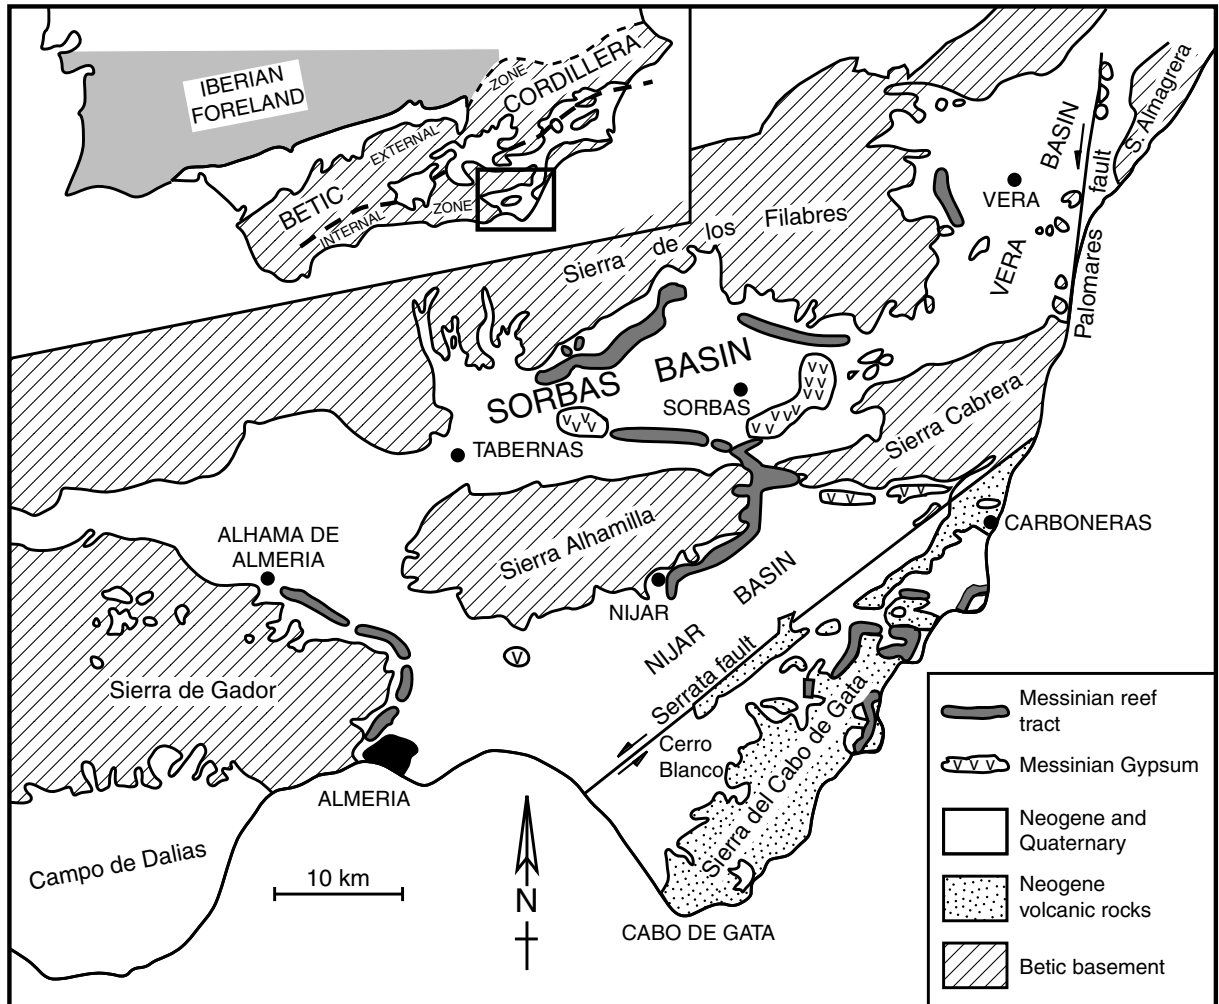 IBERIAN
FORELAND
ZONE
CORDILLERA
EXTERNAL
BETIC
INTERNAL
ZONE
Sierra de los Filabres
BASIN
S. Almagrera
VERA
VERA
Palomares fault
SORBAS BASIN
SORBAS
v v v v v
v v v v v v v v v v v
TABERNAS
Sierra Cabrera
v v
v v v
CARBONERAS
ALHAMA DE
ALMERIA
Sierra Alhamilla
NIJAR
NIJAR BASIN
v
Serrata fault
Sierra de Gador
Cerro
Blanco
Sierra del Cabo de Gata
ALMERIA
Campo de Dalias
10 km
N
CABO DE GATA
Messinian reef
tract
v v v
Messinian Gypsum
Neogene and
Quaternary
Neogene
volcanic rocks
Betic basement